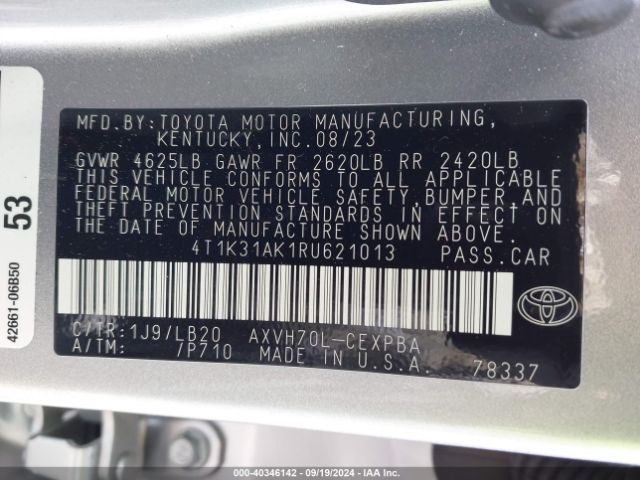 MFD.BY:TOYOTA MOTOR MANUFACTURING,
KENTUCKY,INC.08/23
GVWR 4625LB GAWR FR 2620LB RR 2420LB
THIS VEHICLE CONFORMS TO ALL APPLICABLE
FEDERAL MOTOR VEHICLE SAFETY,BUMPER,AND
THEFT PREVENTION STANDARDS IN EFFECT ON
THE DATE OF MANUFACTURE SHOWN ABOVE.
4T1K31AK1RU621013 PASS.CAR
C/TR:1J9/LB20 AXVH70L-CEXPBA
A/TM: /P710 MADE IN U.S.A.
78337
TOYOTA
53
42661-06B50
000-40346142 - 09/19/2024 - IAA Inc.